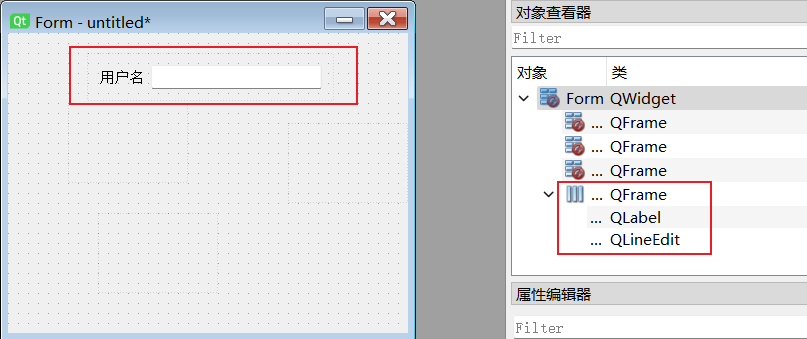 Qt Form - untitled*
用户名
对象查看器
Filter
对象 类
Form QWidget
... QFrame
... QFrame
... QFrame
... QFrame
... QLabel
... QLineEdit
属性编辑器
Filter